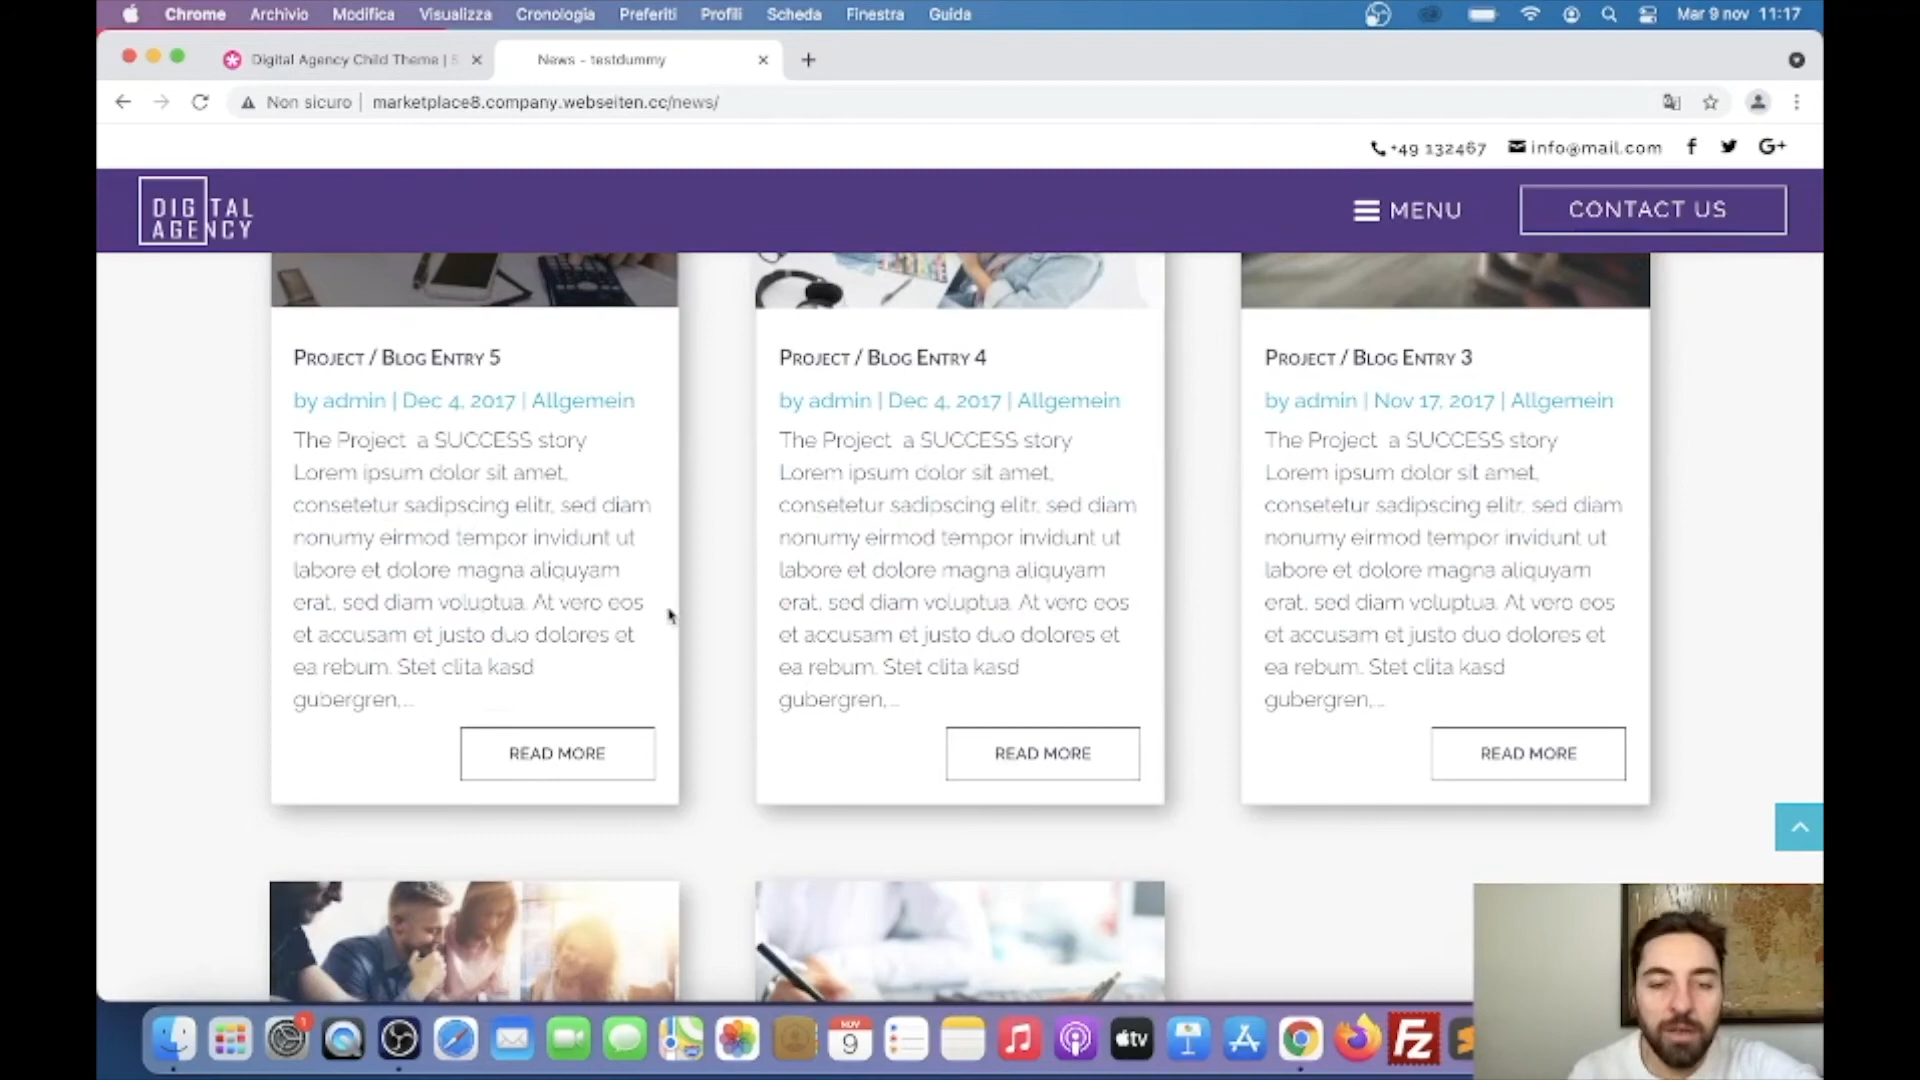 Chrome Archivio Modifica Visualizza Cronologia Preferiti Profili Scheda Finestra Guida Mar 9 nov 11:17
Digital Agency Child Theme |
News - testdummy
Non sicuro | marketplace8.company.webseiten.cc/news/
+49 132467 info@mail.com f G+
DIGITAL
AGENCY
MENU
CONTACT US
Project / Blog Entry 5
by admin | Dec 4, 2017 | Allgemein
The Project a SUCCESS story
Lorem ipsum dolor sit amet,
consetetur sadipscing elitr, sed diam
nonumy eirmod tempor invidunt ut
labore et dolore magna aliquyam
erat, sed diam voluptua. At vero eos
et accusam et justo duo dolores et
ea rebum. Stet clita kasd
gubergren,...
READ MORE
Project / Blog Entry 4
by admin | Dec 4, 2017 | Allgemein
The Project a SUCCESS story
Lorem ipsum dolor sit amet,
consetetur sadipscing elitr, sed diam
nonumy eirmod tempor invidunt ut
labore et dolore magna aliquyam
erat, sed diam voluptua. At vero eos
et accusam et justo duo dolores et
ea rebum. Stet clita kasd
gubergren,...
READ MORE
Project / Blog Entry 3
by admin | Nov 17, 2017 | Allgemein
The Project a SUCCESS story
Lorem ipsum dolor sit amet,
consetetur sadipscing elitr, sed diam
nonumy eirmod tempor invidunt ut
labore et dolore magna aliquyam
erat, sed diam voluptua. At vero eos
et accusam et justo duo dolores et
ea rebum. Stet clita kasd
gubergren,...
READ MORE
1
NOV
9
tv
FZ